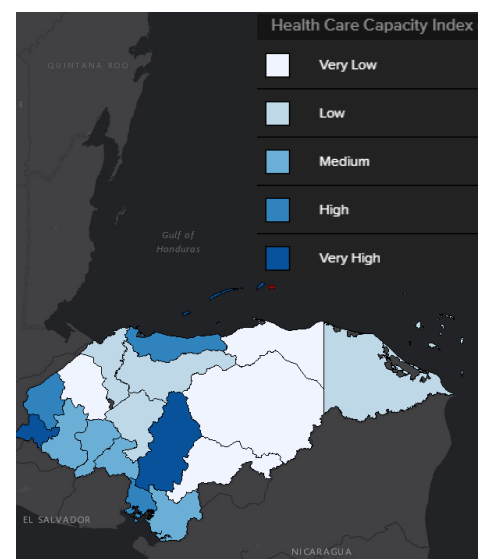 Health Care Capacity Index
QUINTANA ROO
Very Low
Low
Medium
High
Gulf of
Honduras
Very High
EL SALVADOR
NICARAGUA